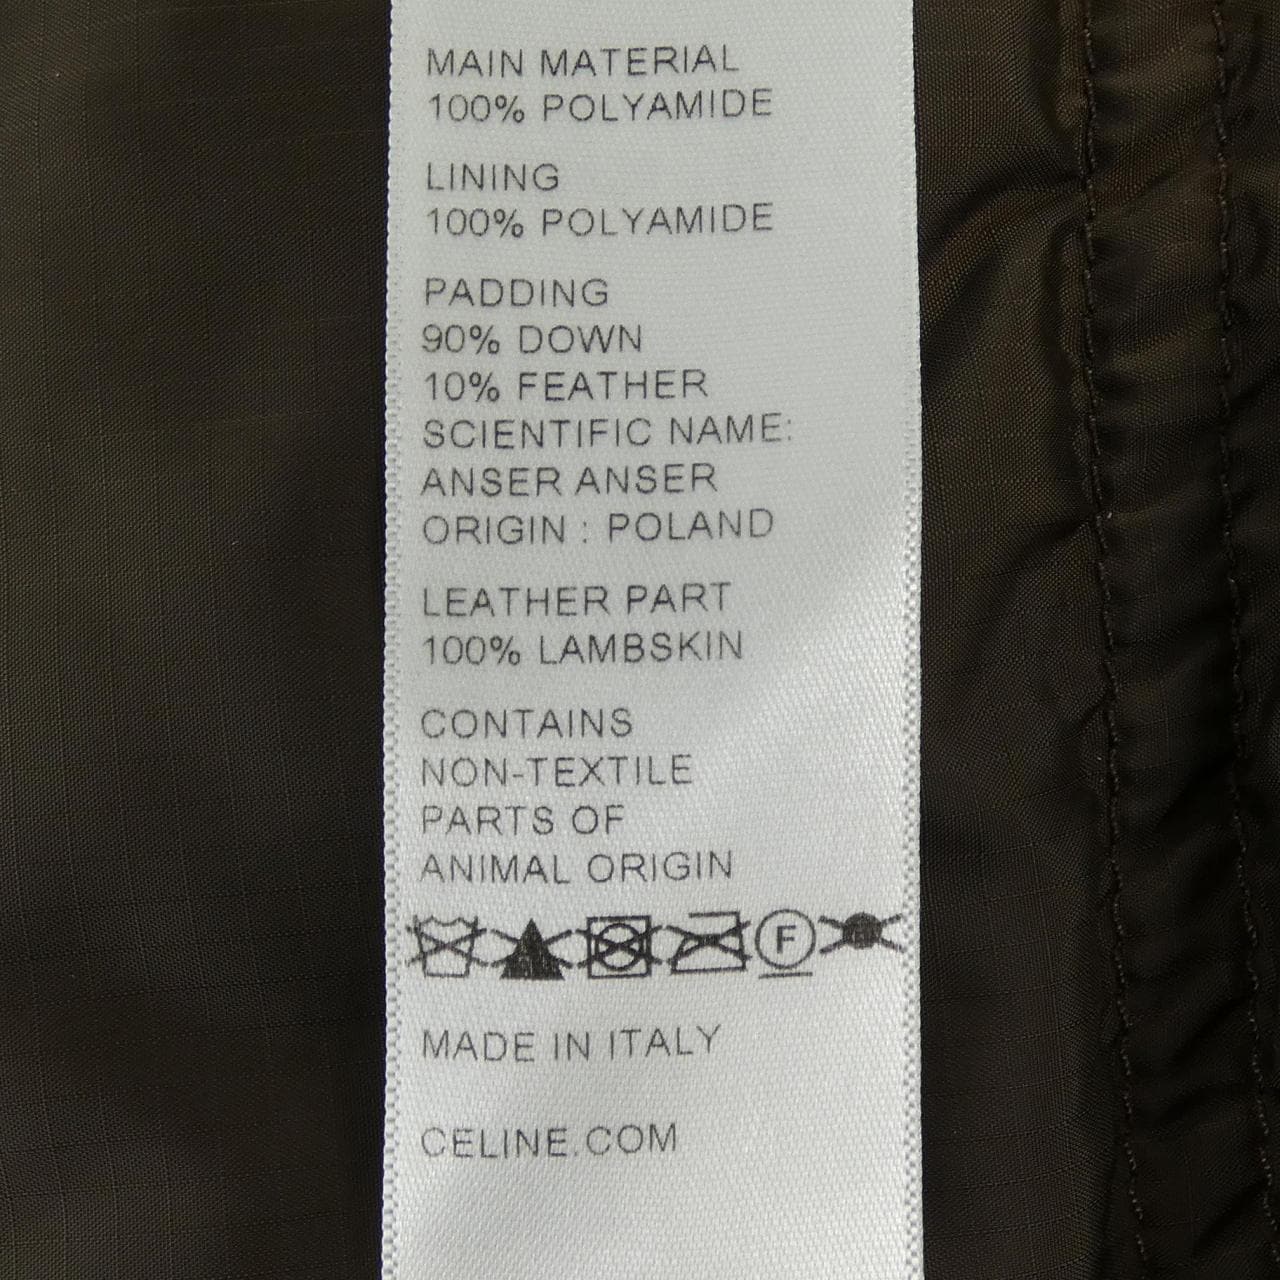 MAIN MATERIAL
100% POLYAMIDE
LINING
100% POLYAMIDE
PADDING
90% DOWN
10% FEATHER
SCIENTIFIC NAME:
ANSER ANSER
ORIGIN : POLAND
LEATHER PART
100% LAMBSKIN
CONTAINS
NON-TEXTILE
PARTS OF
ANIMAL ORIGIN
F
MADE IN ITALY
CELINE.COM